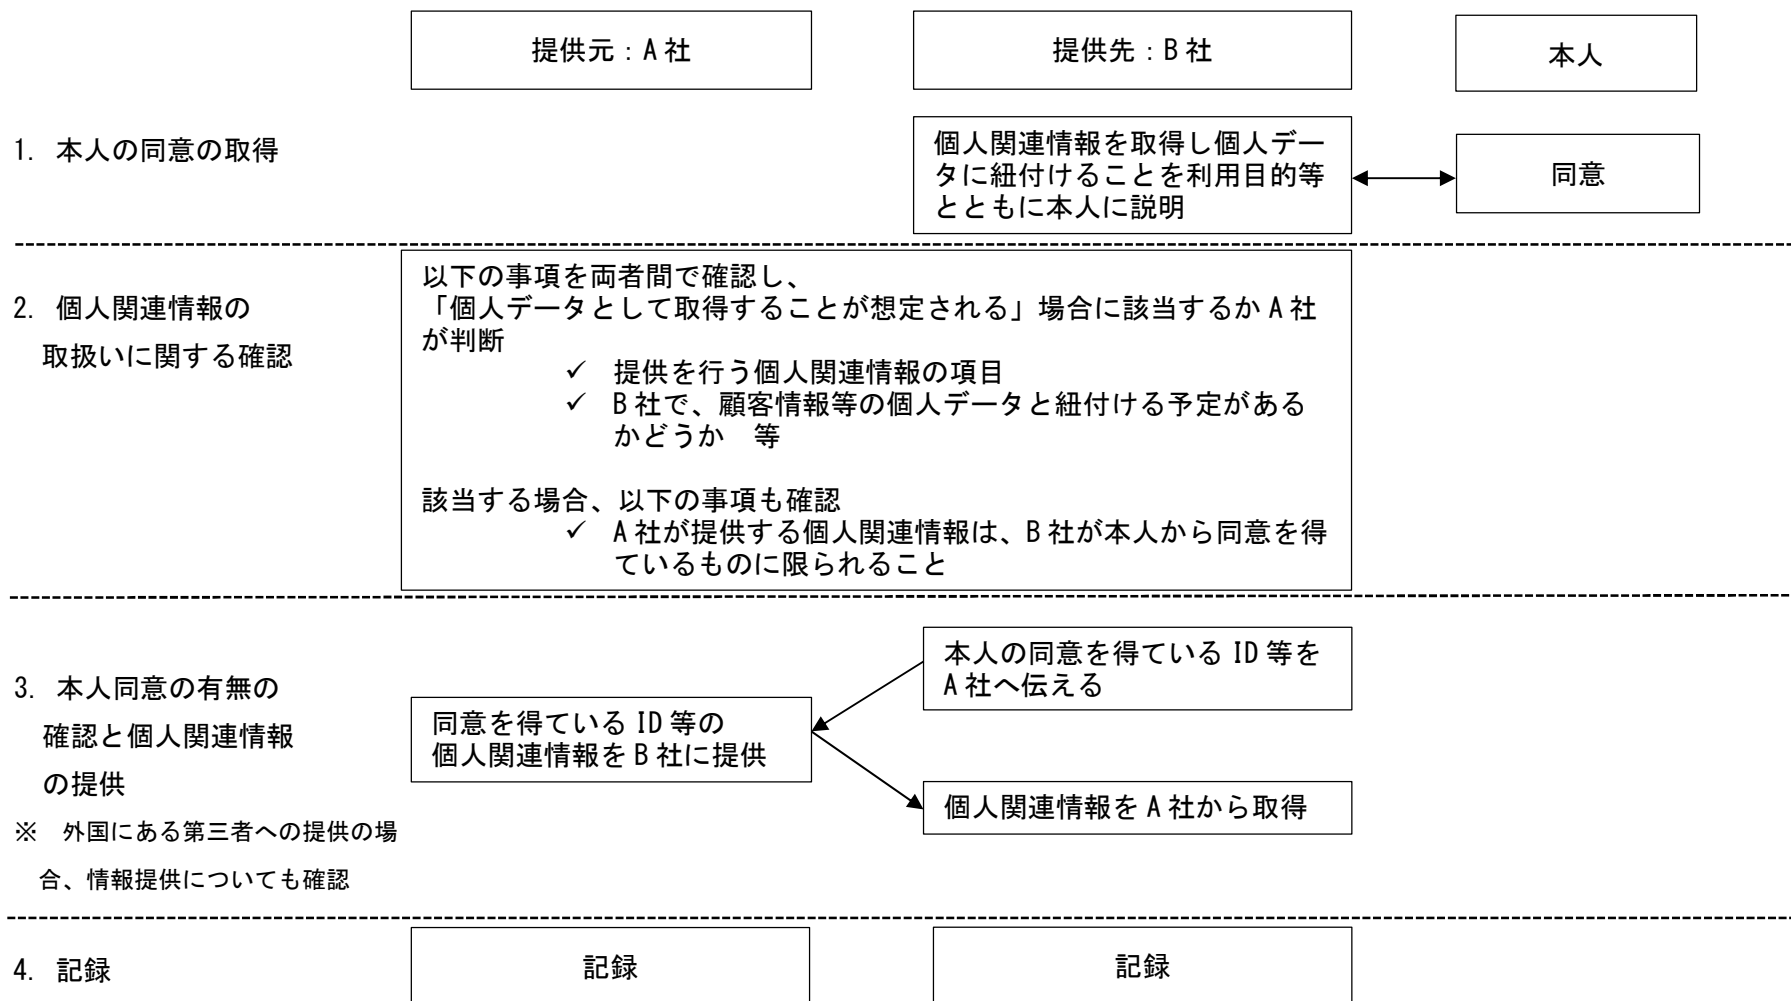 提供元：A社
提供先：B社
本人
1. 本人の同意の取得
個人関連情報を取得し個人デー
タに紐付けることを利用目的等
とともに本人に説明
同意
2. 個人関連情報の
取扱いに関する確認
以下の事項を両者間で確認し、
「個人データとして取得することが想定される」場合に該当するかA社
が判断
✓ 提供を行う個人関連情報の項目
✓ B社で、顧客情報等の個人データと紐付ける予定がある
かどうか　等
該当する場合、以下の事項も確認
✓ A社が提供する個人関連情報は、B社が本人から同意を得
ているものに限られること
3. 本人同意の有無の
確認と個人関連情報
の提供
※　外国にある第三者への提供の場
合、情報提供についても確認
本人の同意を得ているID等を
A社へ伝える
同意を得ているID等の
個人関連情報をB社に提供
個人関連情報をA社から取得
4. 記録
記録
記録